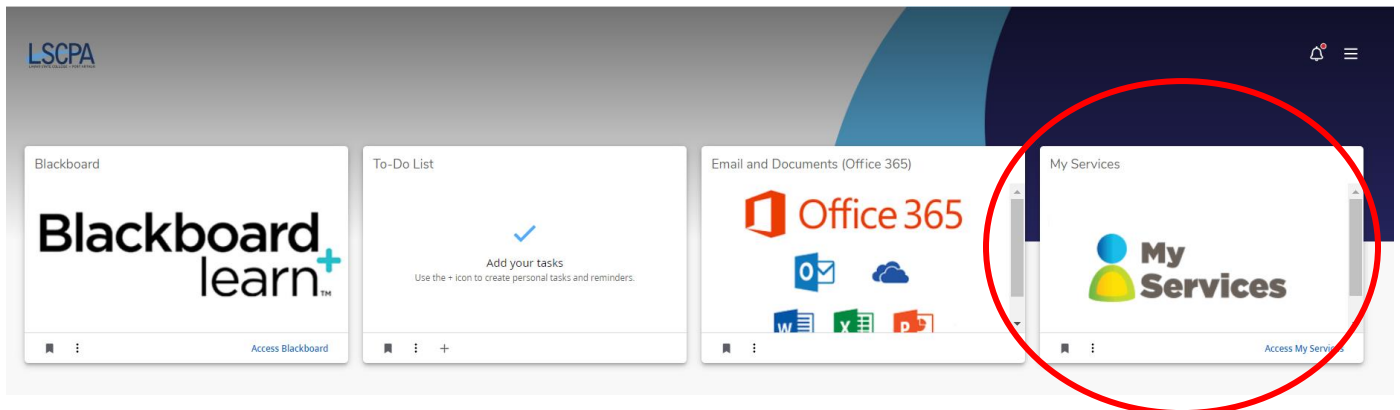 LSCPA
Blackboard
Blackboard
learn
TM
Access Blackboard
To-Do List
Add your tasks
Use the + icon to create personal tasks and reminders.
+
Email and Documents (Office 365)
Office 365
My Services
My
Services
Access My Services